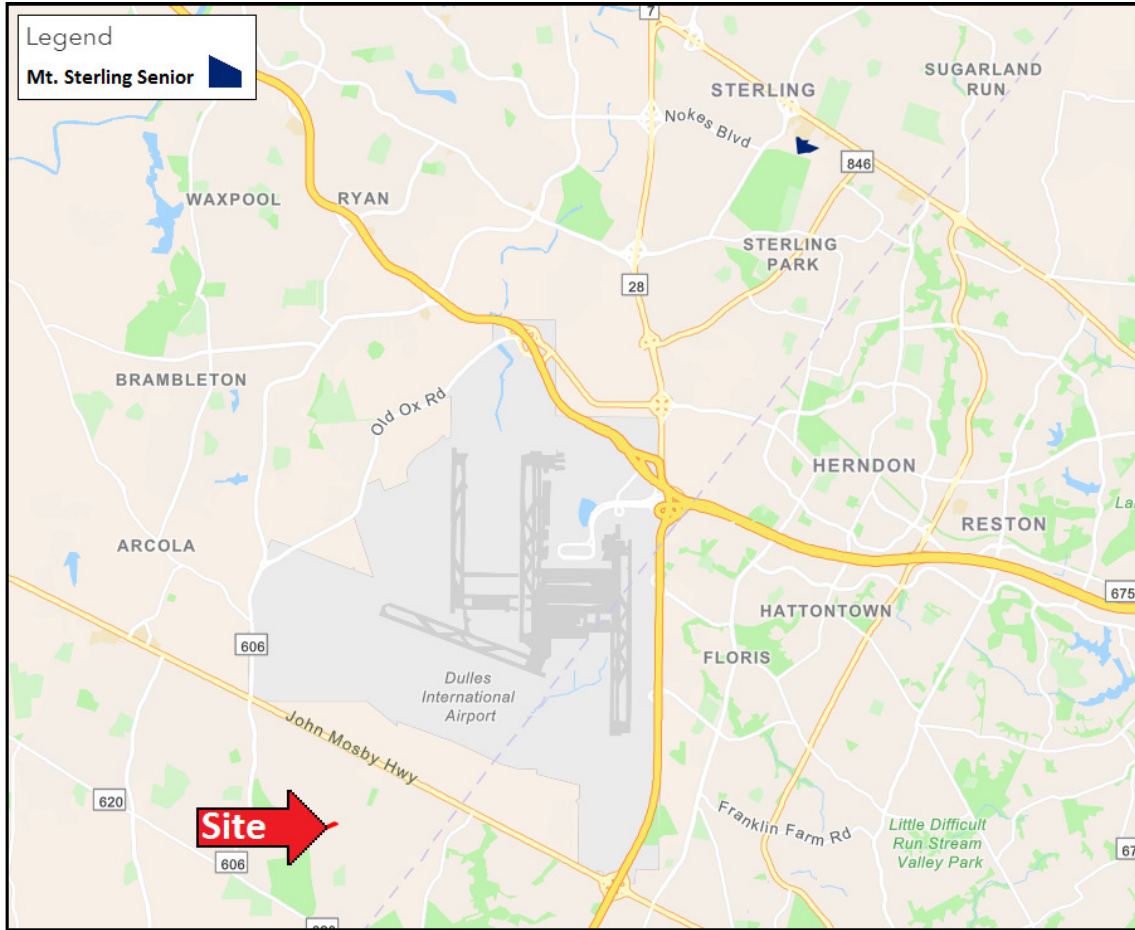 Legend
Mt. Sterling Senior
7
STERLING
SUGARLAND
RUN
Nokes Blvd
846
WAXPOOL
RYAN
STERLING
PARK
28
BRAMBLETON
Old Ox Rd
HERNDON
RESTON
ARCOLA
675
HATTONTOWN
606
FLORIS
Dulles
International
Airport
John Mosby Hwy
620
Site
Franklin Farm Rd
Little Difficult
Run Stream
Valley Park
606